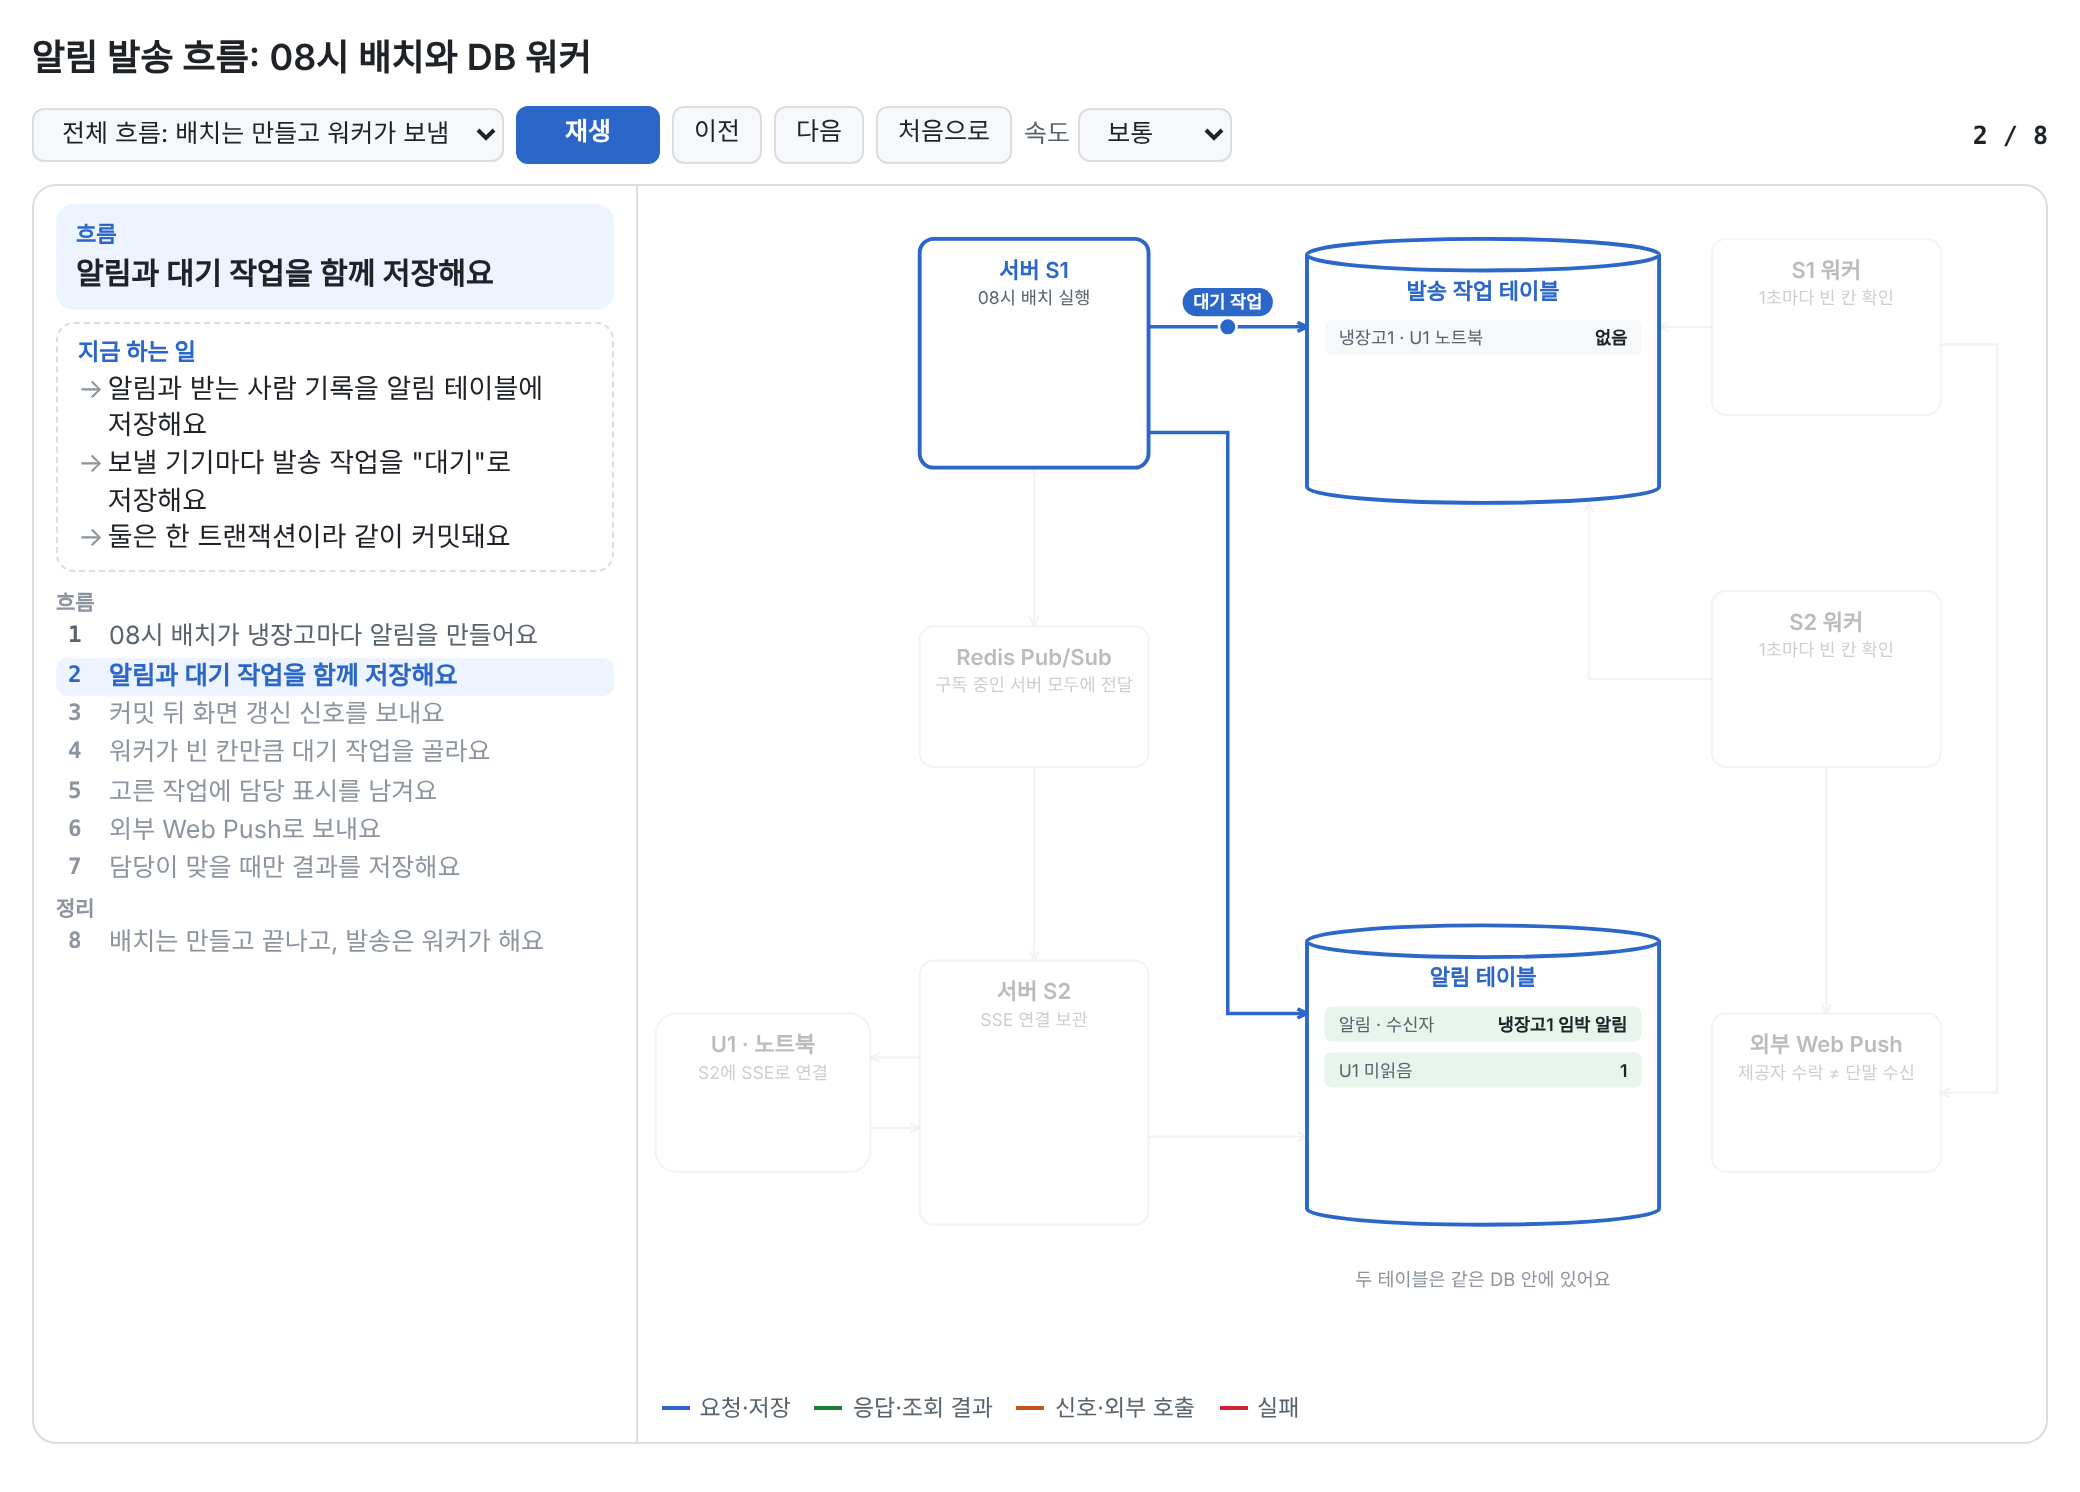 알림 발송 흐름: 08시 배치와 DB 워커
전체 흐름: 배치는 만들고 워커가 보냄
재생
이전
다음
처음으로
속도
보통
2 / 8
흐름
알림과 대기 작업을 함께 저장해요
지금 하는 일
→ 알림과 받는 사람 기록을 알림 테이블에
저장해요
→ 보낼 기기마다 발송 작업을 "대기"로
저장해요
→ 둘은 한 트랜잭션이라 같이 커밋돼요
흐름
1 08시 배치가 냉장고마다 알림을 만들어요
2 알림과 대기 작업을 함께 저장해요
3 커밋 뒤 화면 갱신 신호를 보내요
4 워커가 빈 칸만큼 대기 작업을 골라요
5 고른 작업에 담당 표시를 남겨요
6 외부 Web Push로 보내요
7 담당이 맞을 때만 결과를 저장해요
정리
8 배치는 만들고 끝나고, 발송은 워커가 해요
서버 S1
08시 배치 실행
대기 작업
발송 작업 테이블
냉장고1 · U1 노트북 없음
S1 워커
1초마다 빈 칸 확인
Redis Pub/Sub
구독 중인 서버 모두에 전달
S2 워커
1초마다 빈 칸 확인
서버 S2
SSE 연결 보관
U1 · 노트북
S2에 SSE로 연결
알림 테이블
알림 · 수신자 냉장고1 임박 알림
U1 미읽음 1
외부 Web Push
제공자 수락 ≠ 단말 수신
두 테이블은 같은 DB 안에 있어요
요청·저장
응답·조회 결과
신호·외부 호출
실패